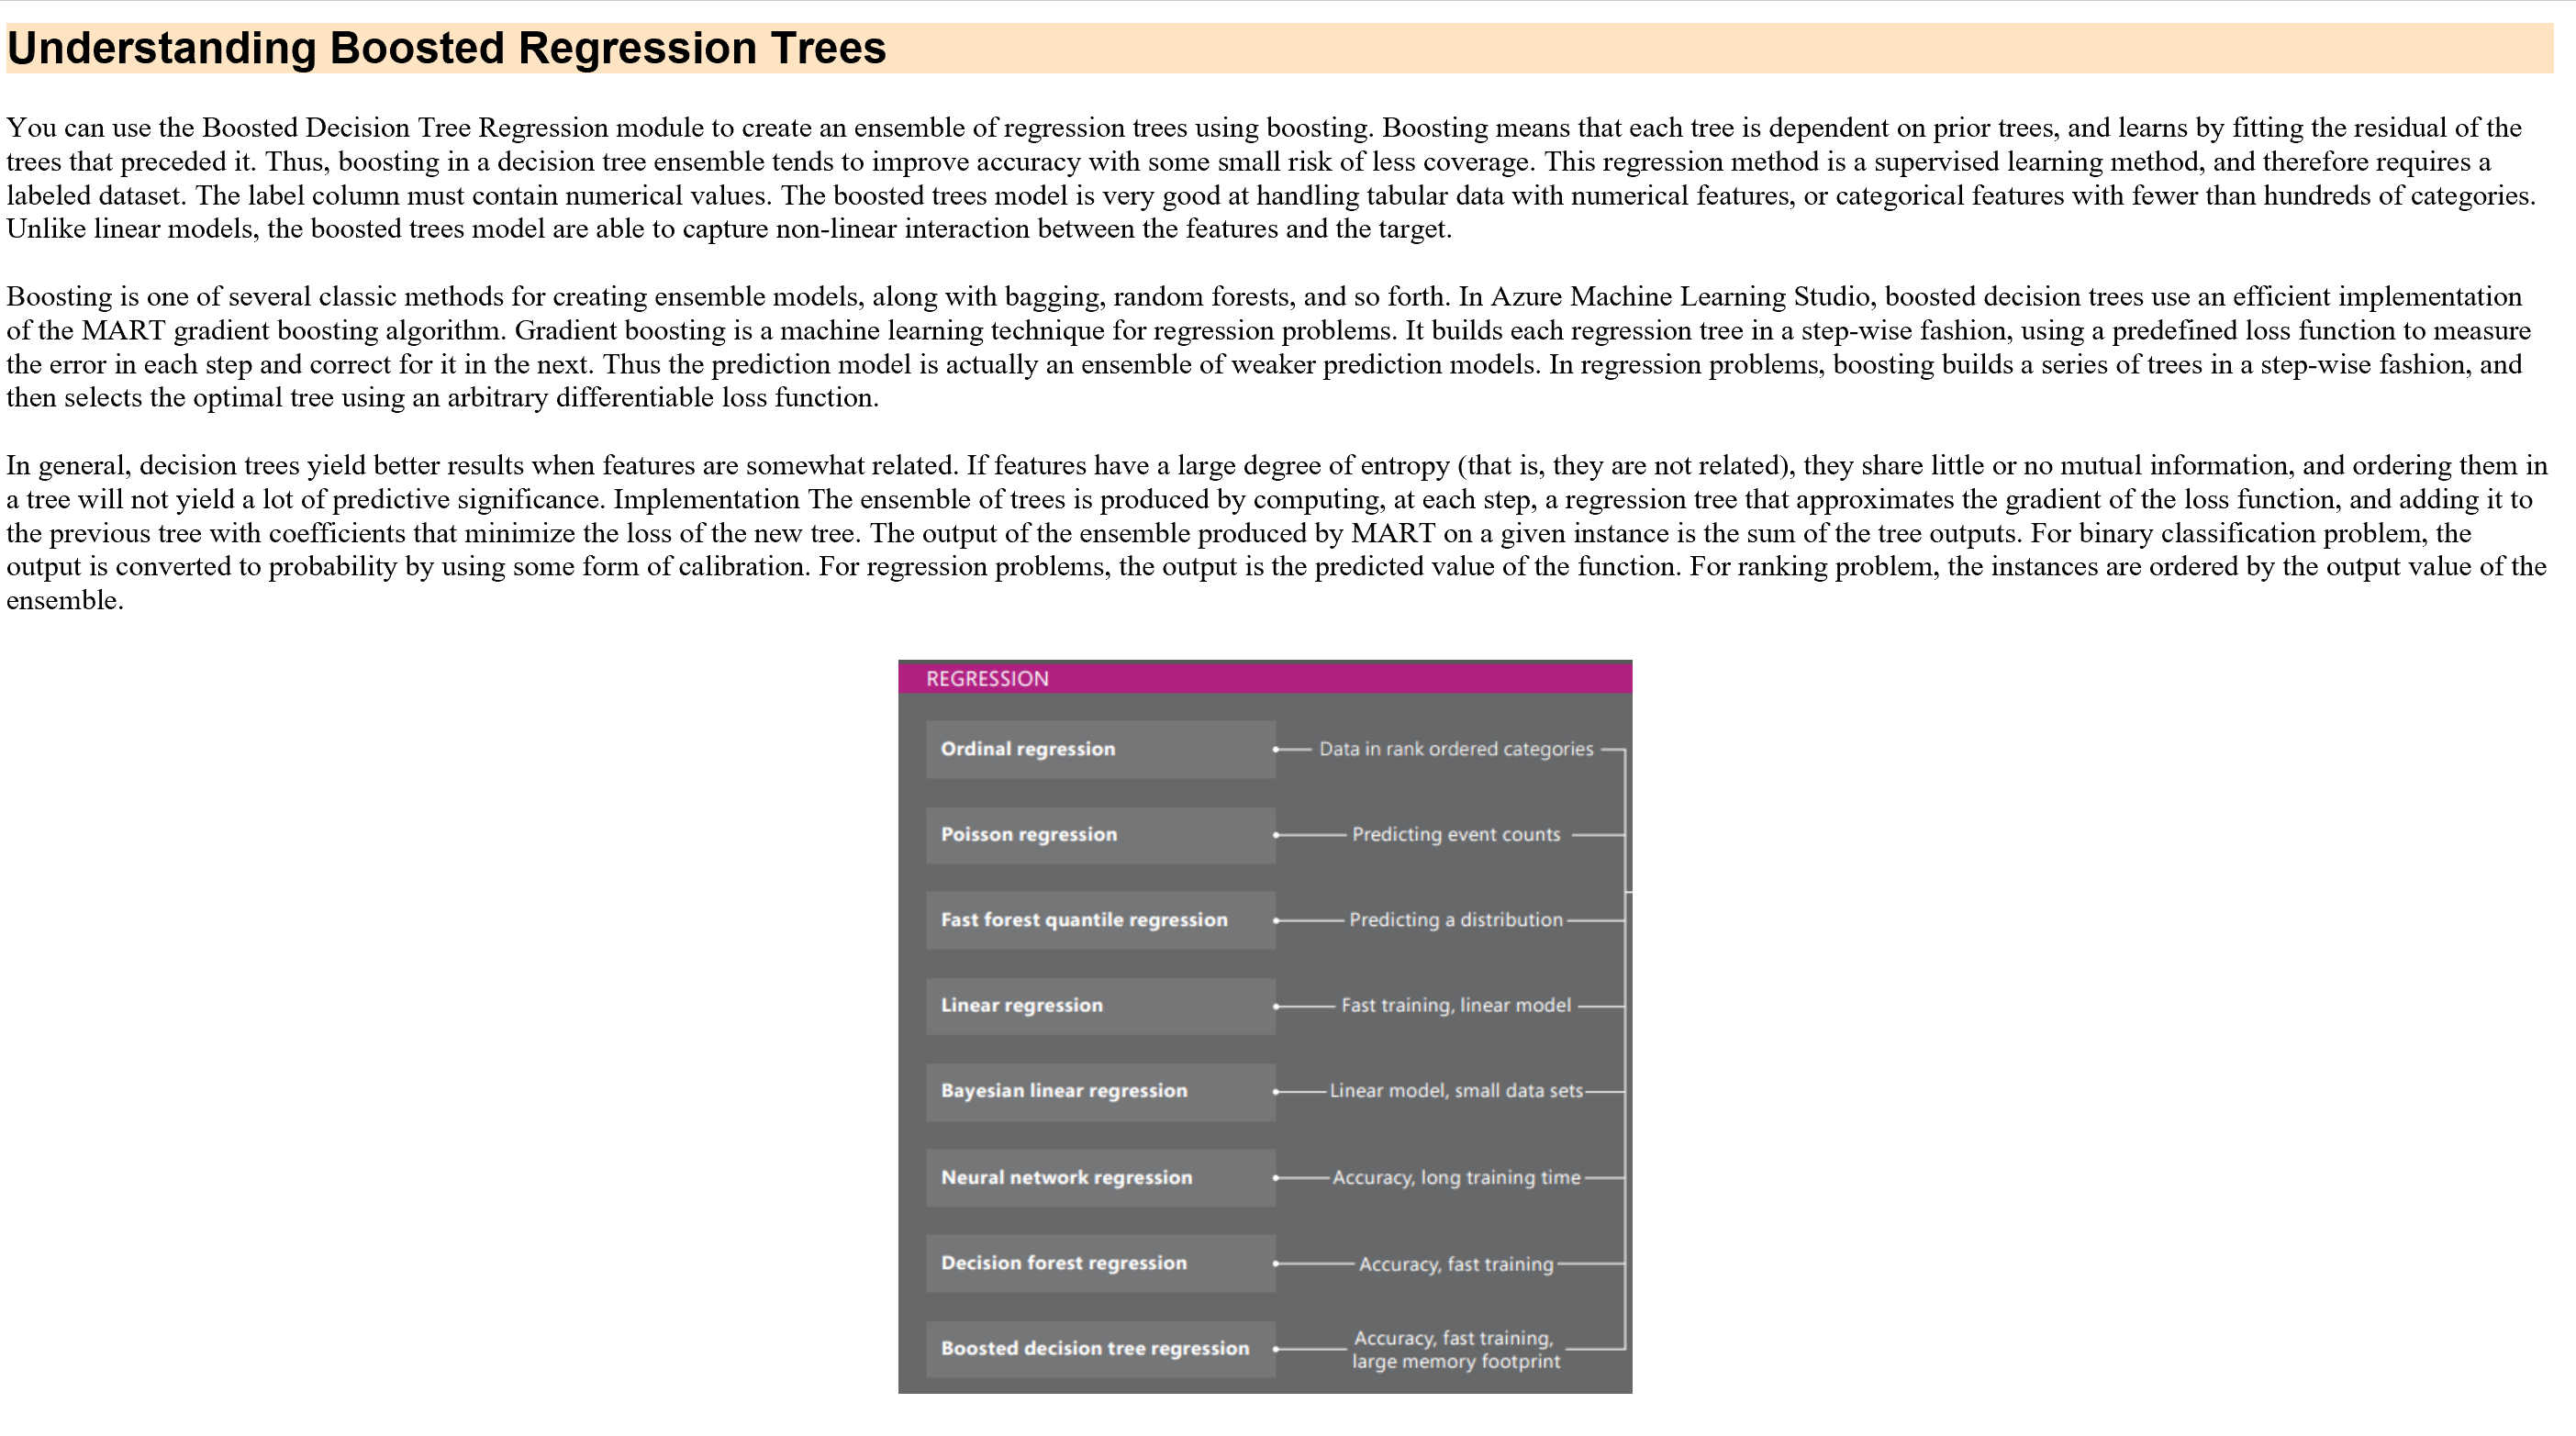 Understanding Boosted Regression Trees
You can use the Boosted Decision Tree Regression module to create an ensemble of regression trees using boosting. Boosting means that each tree is dependent on prior trees, and learns by fitting the residual of the
trees that preceded it. Thus, boosting in a decision tree ensemble tends to improve accuracy with some small risk of less coverage. This regression method is a supervised learning method, and therefore requires a
labeled dataset. The label column must contain numerical values. The boosted trees model is very good at handling tabular data with numerical features, or categorical features with fewer than hundreds of categories.
Unlike linear models, the boosted trees model are able to capture non-linear interaction between the features and the target.
Boosting is one of several classic methods for creating ensemble models, along with bagging, random forests, and so forth. In Azure Machine Learning Studio, boosted decision trees use an efficient implementation
of the MART gradient boosting algorithm. Gradient boosting is a machine learning technique for regression problems. It builds each regression tree in a step-wise fashion, using a predefined loss function to measure
the error in each step and correct for it in the next. Thus the prediction model is actually an ensemble of weaker prediction models. In regression problems, boosting builds a series of trees in a step-wise fashion, and
then selects the optimal tree using an arbitrary differentiable loss function.
In general, decision trees yield better results when features are somewhat related. If features have a large degree of entropy (that is, they are not related), they share little or no mutual information, and ordering them in
a tree will not yield a lot of predictive significance. Implementation The ensemble of trees is produced by computing, at each step, a regression tree that approximates the gradient of the loss function, and adding it to
the previous tree with coefficients that minimize the loss of the new tree. The output of the ensemble produced by MART on a given instance is the sum of the tree outputs. For binary classification problem, the
output is converted to probability by using some form of calibration. For regression problems, the output is the predicted value of the function. For ranking problem, the instances are ordered by the output value of the
ensemble.
REGRESSION
Ordinal regression Data in rank ordered categories
Poisson regression Predicting event counts
Fast forest quantile regression Predicting a distribution
Linear regression Fast training, linear model
Bayesian linear regression Linear model, small data sets
Neural network regression Accuracy, long training time
Decision forest regression Accuracy, fast training
Boosted decision tree regression Accuracy, fast training,
large memory footprint